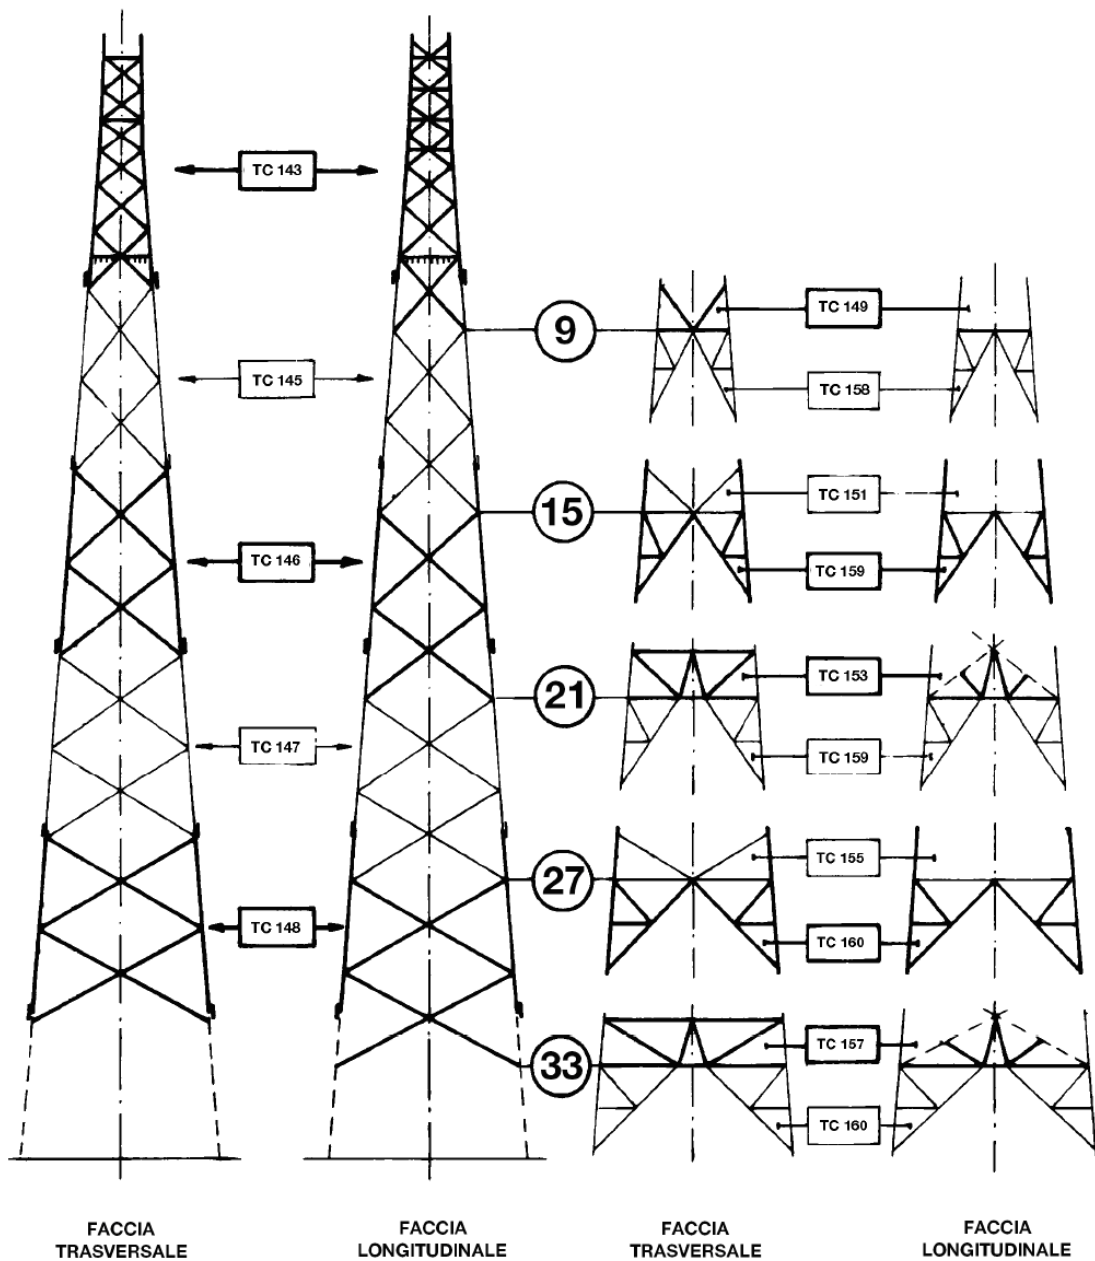 TC 143
TC 149
9
TC 145
TC 158
15
TC 151
TC 146
TC 159
21
TC 153
TC 147
TC 159
27
TC 155
TC 148
TC 160
33
TC 157
TC 160
FACCIA
TRASVERSALE
FACCIA
LONGITUDINALE
FACCIA
TRASVERSALE
FACCIA
LONGITUDINALE